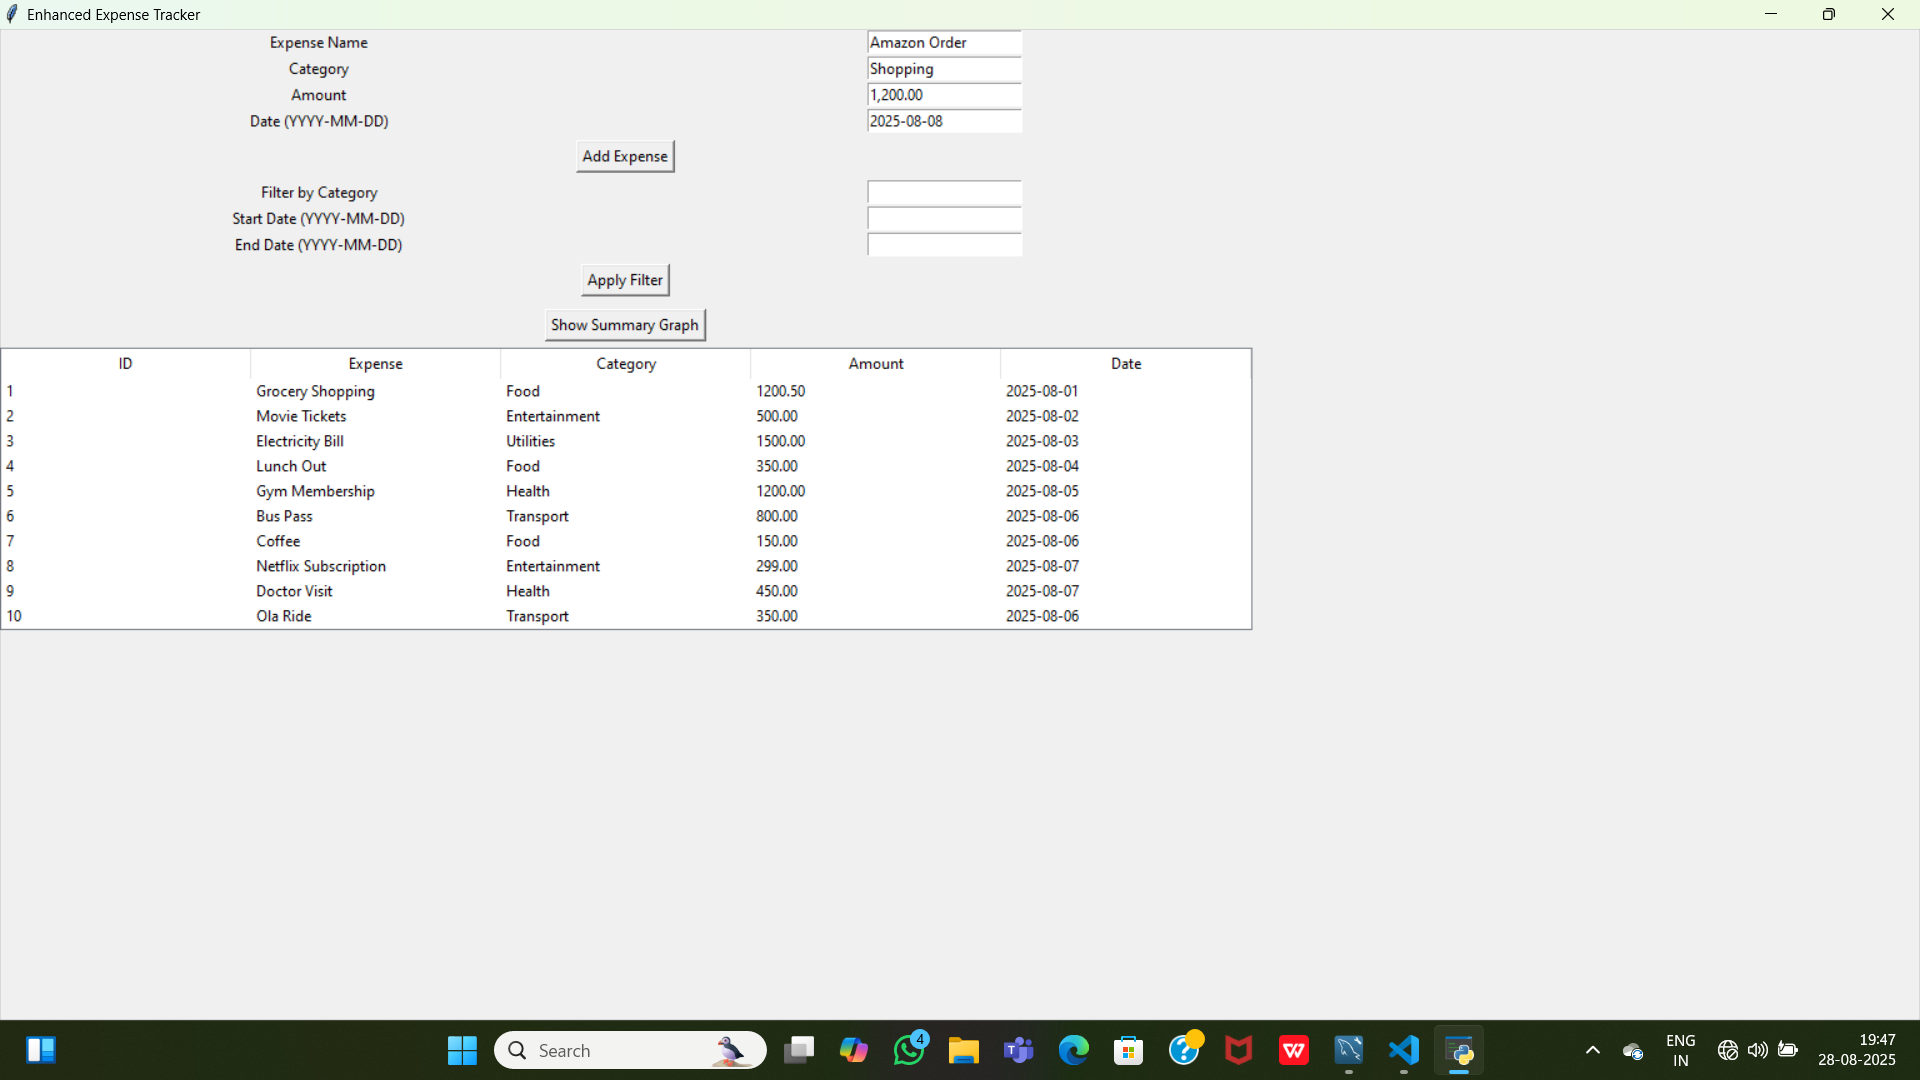 Enhanced Expense Tracker
Expense Name Amazon Order
Category Shopping
Amount 1,200.00
Date (YYYY-MM-DD) 2025-08-08
Add Expense
Filter by Category
Start Date (YYYY-MM-DD)
End Date (YYYY-MM-DD)
Apply Filter
Show Summary Graph
ID Expense Category Amount Date
1 Grocery Shopping Food 1200.50 2025-08-01
2 Movie Tickets Entertainment 500.00 2025-08-02
3 Electricity Bill Utilities 1500.00 2025-08-03
4 Lunch Out Food 350.00 2025-08-04
5 Gym Membership Health 1200.00 2025-08-05
6 Bus Pass Transport 800.00 2025-08-06
7 Coffee Food 150.00 2025-08-06
8 Netflix Subscription Entertainment 299.00 2025-08-07
9 Doctor Visit Health 450.00 2025-08-07
10 Ola Ride Transport 350.00 2025-08-06
Search 4 ENG 19:47
IN 28-08-2025